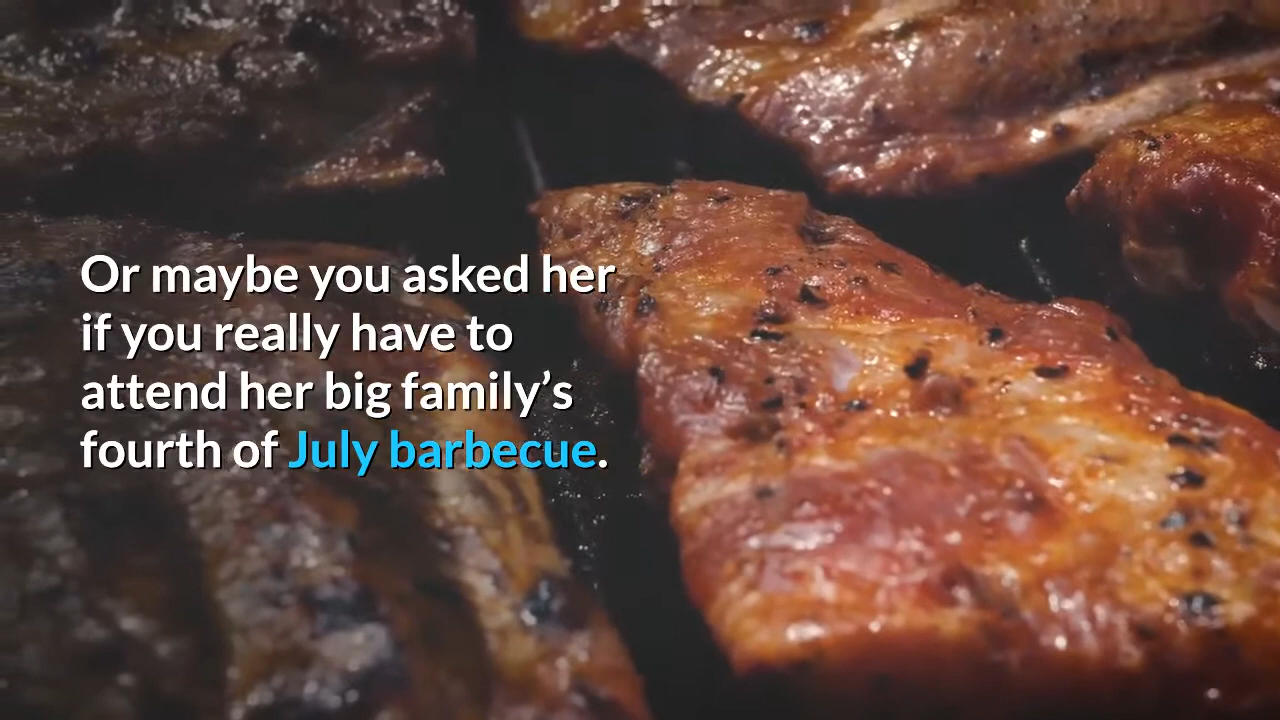 Or maybe you asked her
if you really have to
attend her big family’s
fourth of July barbecue.